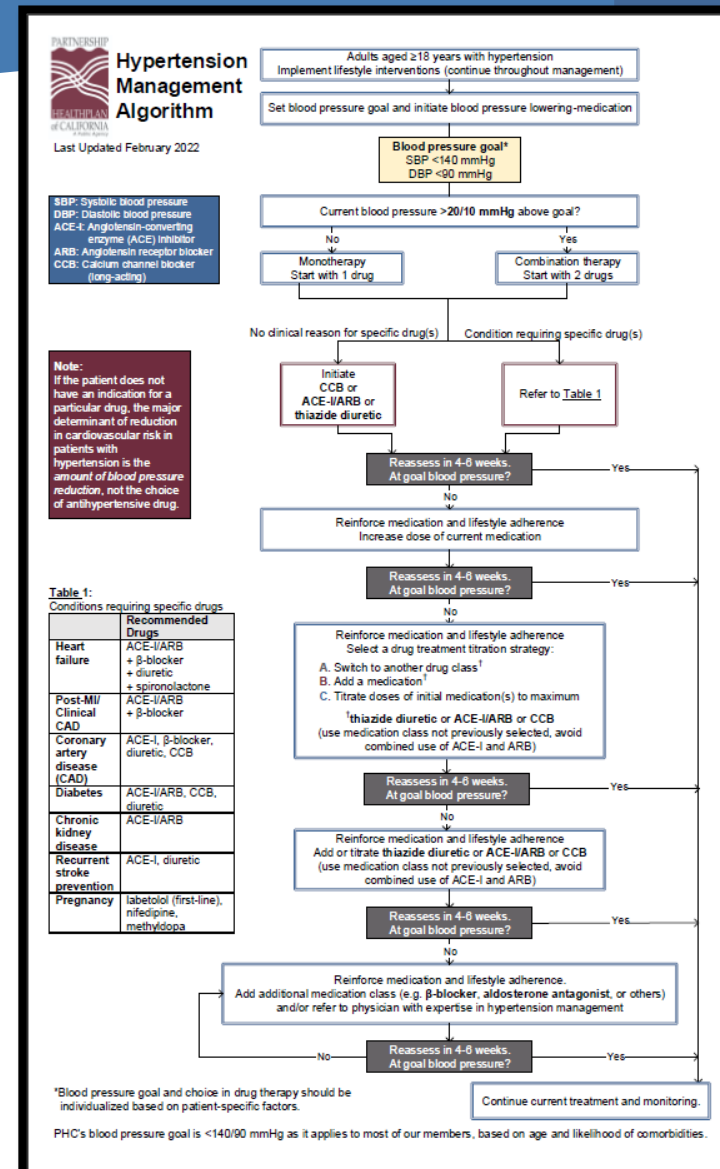 PARTNERSHIP
HEALTHPLAN
of CALIFORNIA
A Public Agency
Hypertension
Management
Algorithm
Last Updated February 2022
Adults aged ≥18 years with hypertension
Implement lifestyle interventions (continue throughout management)
Set blood pressure goal and initiate blood pressure lowering-medication
Blood pressure goal*
SBP <140 mmHg
DBP <90 mmHg
SBP: Systolic blood pressure
DBP: Diastolic blood pressure
ACE-I: Angiotensin-converting
enzyme (ACE) inhibitor
ARB: Angiotensin receptor blocker
CCB: Calcium channel blocker
(long-acting)
Current blood pressure >20/10 mmHg above goal?
No
Yes
Monotherapy
Start with 1 drug
Combination therapy
Start with 2 drugs
No clinical reason for specific drug(s)
Condition requiring specific drug(s)
Initiate
CCB or
ACE-I/ARB or
thiazide diuretic
Refer to Table 1
Note:
If the patient does not
have an indication for a
particular drug, the major
determinant of reduction
in cardiovascular risk in
patients with
hypertension is the
amount of blood pressure
reduction, not the choice
of antihypertensive drug.
Reassess in 4-6 weeks.
At goal blood pressure?
Yes
No
Reinforce medication and lifestyle adherence
Increase dose of current medication
Reassess in 4-6 weeks.
At goal blood pressure?
Yes
No
Reinforce medication and lifestyle adherence
Select a drug treatment titration strategy:
A. Switch to another drug class†
B. Add a medication†
C. Titrate doses of initial medication(s) to maximum
†thiazide diuretic or ACE-I/ARB or CCB
(use medication class not previously selected, avoid
combined use of ACE-I and ARB)
Reassess in 4-6 weeks.
At goal blood pressure?
Yes
No
Reinforce medication and lifestyle adherence
Add or titrate thiazide diuretic or ACE-I/ARB or CCB
(use medication class not previously selected, avoid
combined use of ACE-I and ARB)
Reassess in 4-6 weeks.
At goal blood pressure?
Yes
No
Reinforce medication and lifestyle adherence.
Add additional medication class (e.g. β-blocker, aldosterone antagonist, or others)
and/or refer to physician with expertise in hypertension management
No
Reassess in 4-6 weeks.
At goal blood pressure?
Yes
Continue current treatment and monitoring.
Table 1:
Conditions requiring specific drugs
Recommended
Drugs
Heart
failure
ACE-I/ARB
+ β-blocker
+ diuretic
+ spironolactone
Post-MI/
Clinical
CAD
ACE-I/ARB
+ β-blocker
Coronary
artery
disease
(CAD)
ACE-I, β-blocker,
diuretic, CCB
Diabetes
ACE-I/ARB, CCB,
diuretic
Chronic
kidney
disease
ACE-I/ARB
Recurrent
stroke
prevention
ACE-I, diuretic
Pregnancy
labetolol (first-line),
nifedipine,
methyldopa
*Blood pressure goal and choice in drug therapy should be
individualized based on patient-specific factors.
PHC's blood pressure goal is <140/90 mmHg as it applies to most of our members, based on age and likelihood of comorbidities.